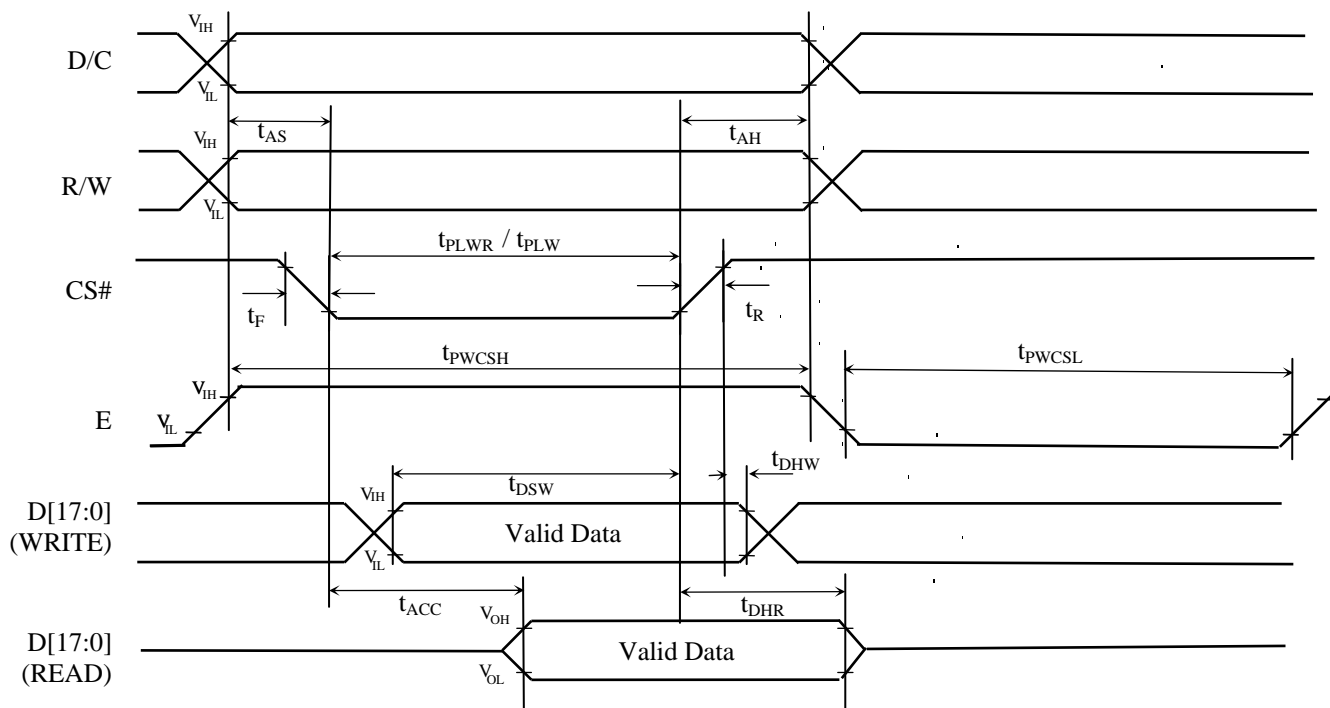 V_IH
D/C
V_IL
t_AS
t_AH
V_IH
R/W
V_IL
t_PLWR / t_PLW
CS#
t_F
t_R
t_PWCSH
t_PWCSL
V_IH
V_IL
E
t_DHW
t_DSW
V_IH
D[17:0]
(WRITE)
Valid Data
V_IL
t_ACC
t_DHR
V_OH
D[17:0]
(READ)
Valid Data
V_OL